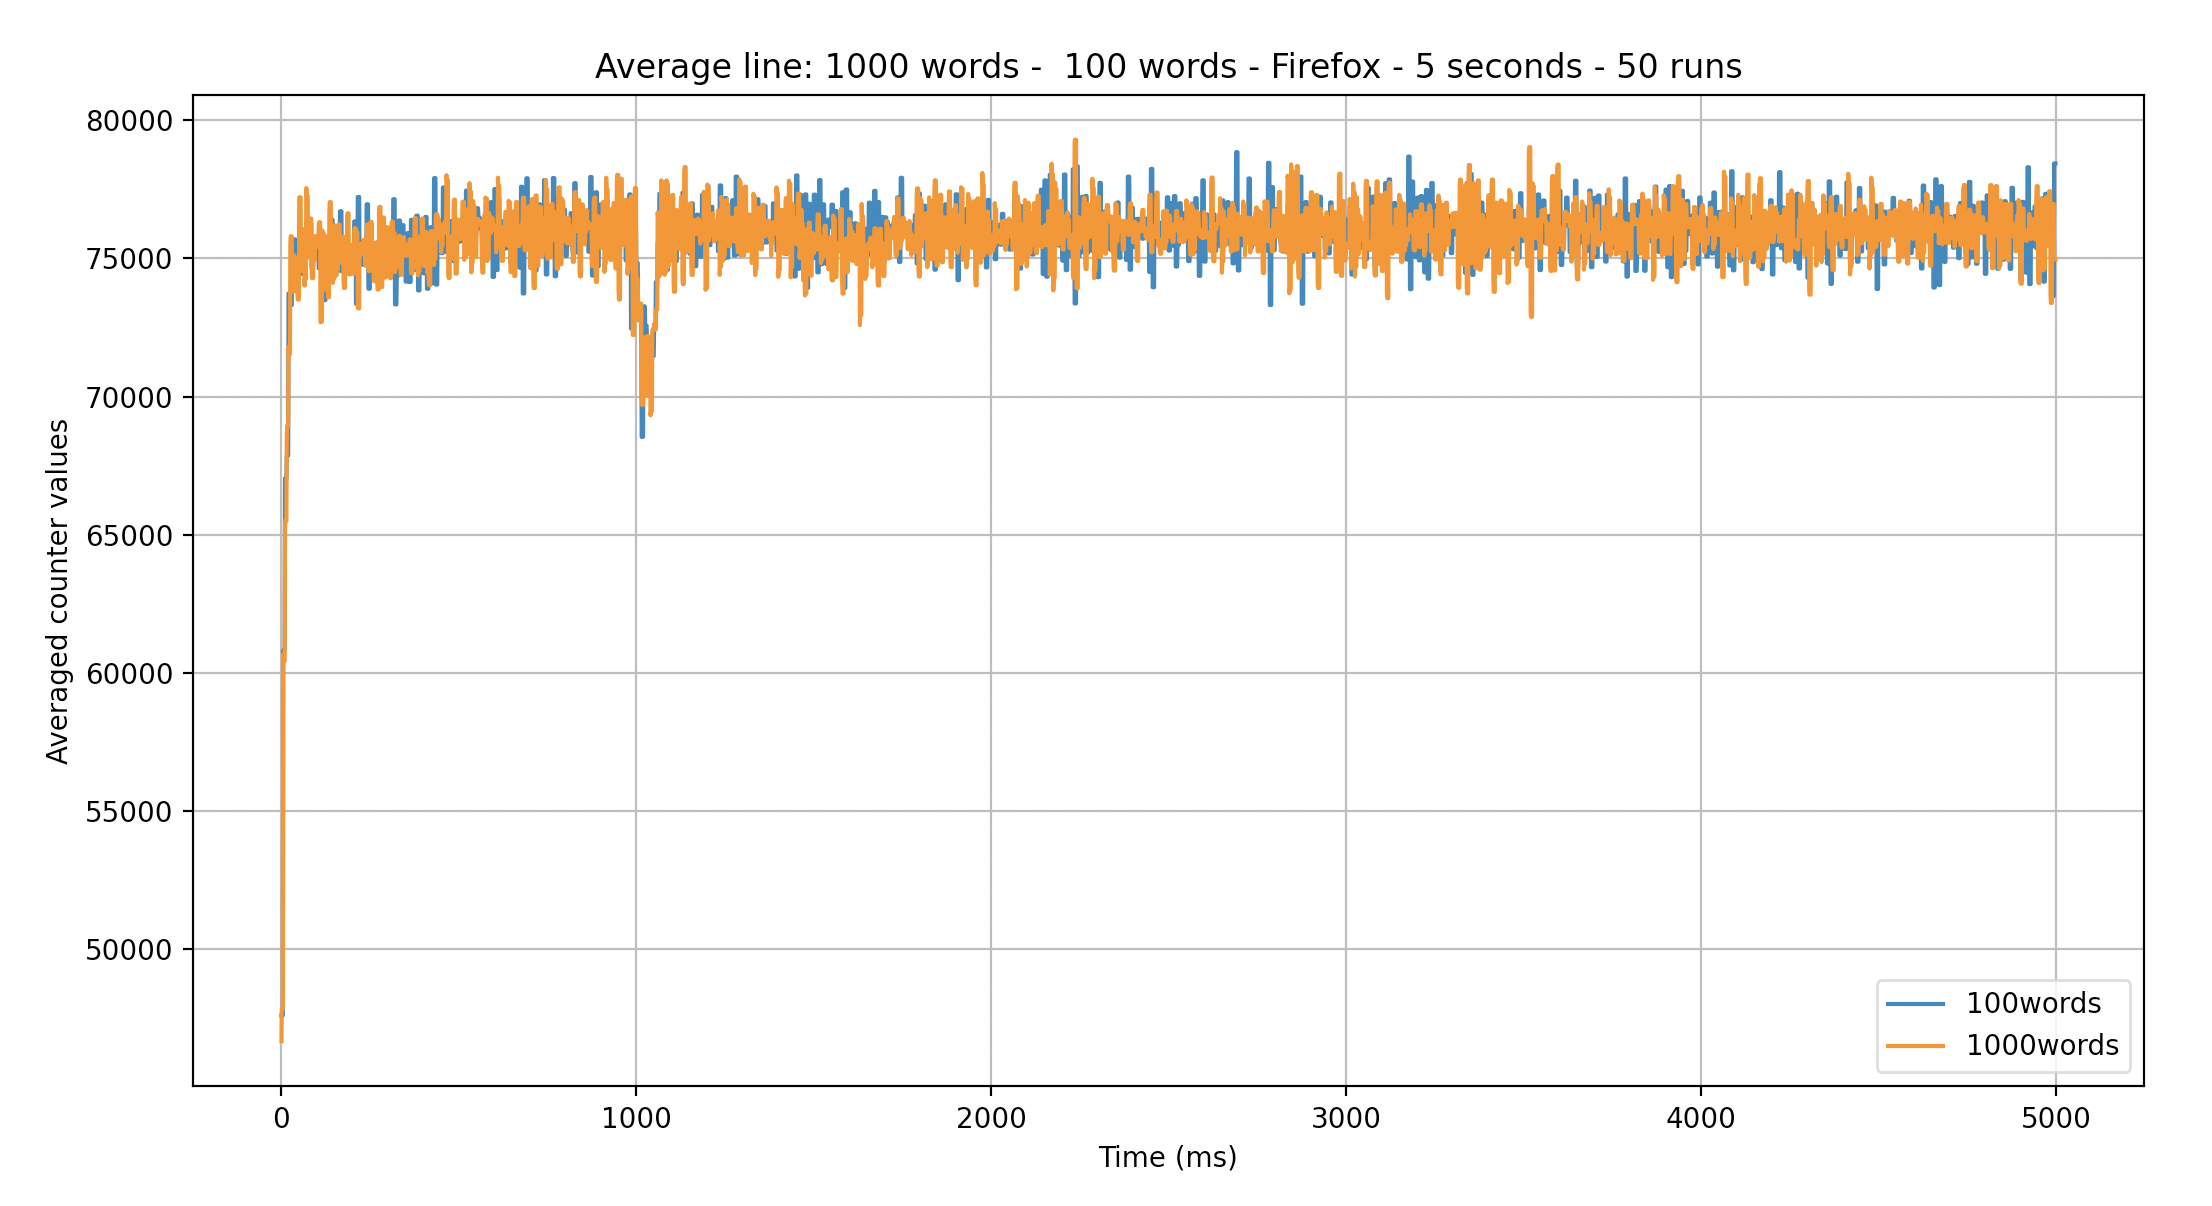 Average line: 1000 words -  100 words - Firefox - 5 seconds - 50 runs
80000
75000
70000
65000
60000
55000
50000
Averaged counter values
0 1000 2000 3000 4000 5000
Time (ms)
100words
1000words